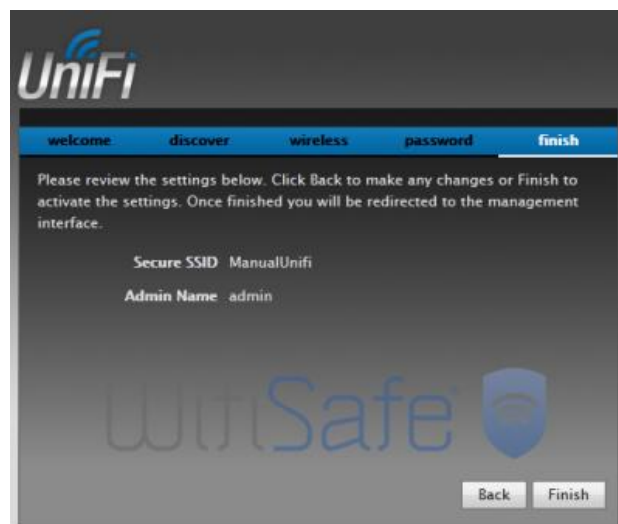 UniFi
welcome discover wireless password finish
Please review the settings below. Click Back to make any changes or Finish to
activate the settings. Once finished you will be redirected to the management
interface.
Secure SSID ManualUnifi
Admin Name admin
WifiSafe
Back Finish